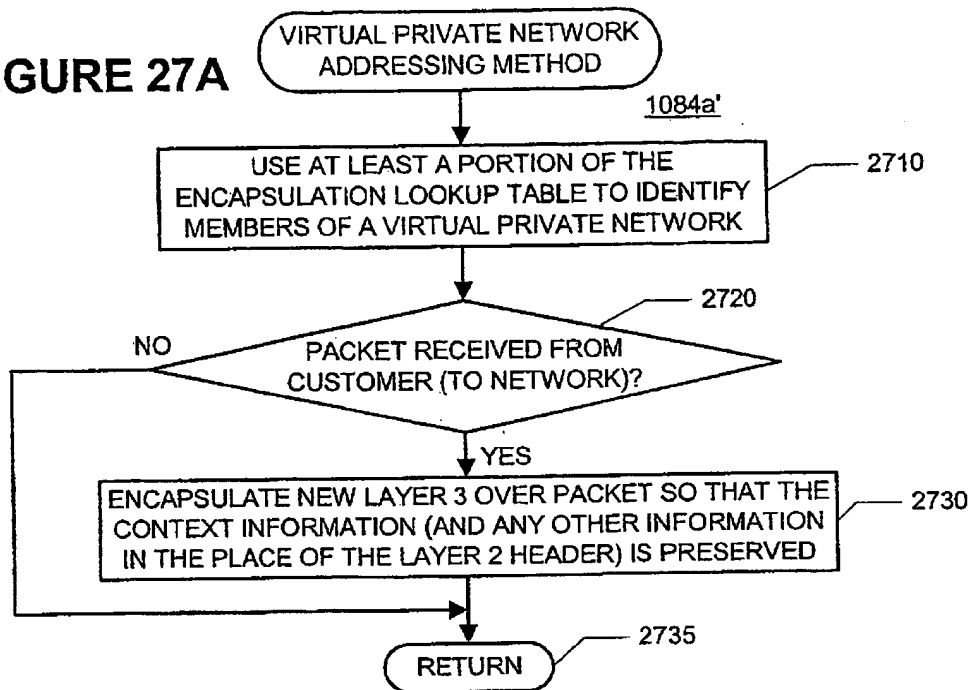 VIRTUAL PRIVATE NETWORK
ADDRESSING METHOD
GURE 27A
1084a'
USE AT LEAST A PORTION OF THE
ENCAPSULATION LOOKUP TABLE TO IDENTIFY
MEMBERS OF A VIRTUAL PRIVATE NETWORK
2710
2720
NO
PACKET RECEIVED FROM
CUSTOMER (TO NETWORK)?
YES
ENCAPSULATE NEW LAYER 3 OVER PACKET SO THAT THE
CONTEXT INFORMATION (AND ANY OTHER INFORMATION
IN THE PLACE OF THE LAYER 2 HEADER) IS PRESERVED
2730
RETURN
2735